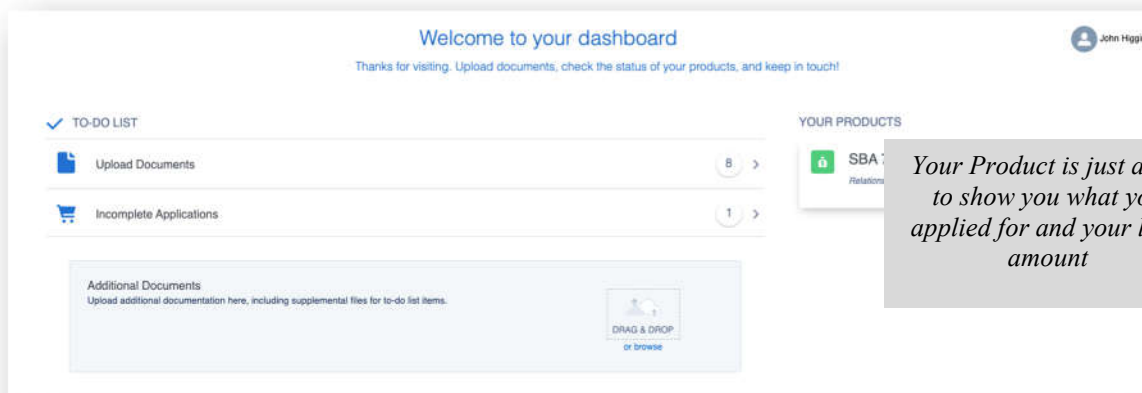 Welcome to your dashboard
John
Thanks for visiting. Upload documents, check the status of your products, and keep in touch!
TO-DO LIST
YOUR PRODUCTS
Upload Documents
8
SBA
Your Product is just
to show you what
applied for and your
amount
Incomplete Applications
1
Additional Documents
Upload additional documentation here, including supplemental files for to-do list items.
DRAG & DROP
or browse